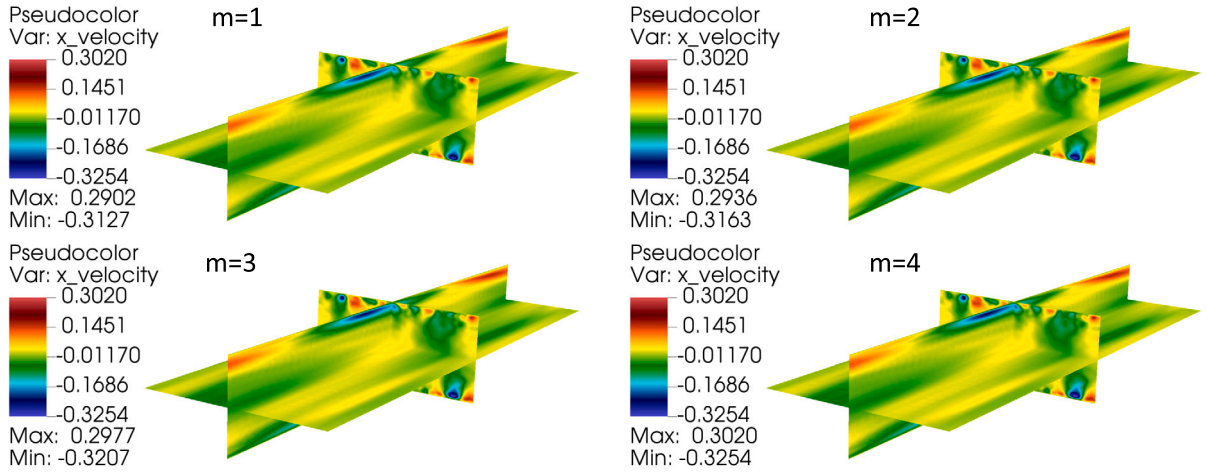 Pseudocolor
Var: x_velocity
m=1
0.3020
0.1451
-0.01170
-0.1686
-0.3254
Max: 0.2902
Min: -0.3127
Pseudocolor
Var: x_velocity
m=2
0.3020
0.1451
-0.01170
-0.1686
-0.3254
Max: 0.2936
Min: -0.3163
Pseudocolor
Var: x_velocity
m=3
0.3020
0.1451
-0.01170
-0.1686
-0.3254
Max: 0.2977
Min: -0.3207
Pseudocolor
Var: x_velocity
m=4
0.3020
0.1451
-0.01170
-0.1686
-0.3254
Max: 0.3020
Min: -0.3254